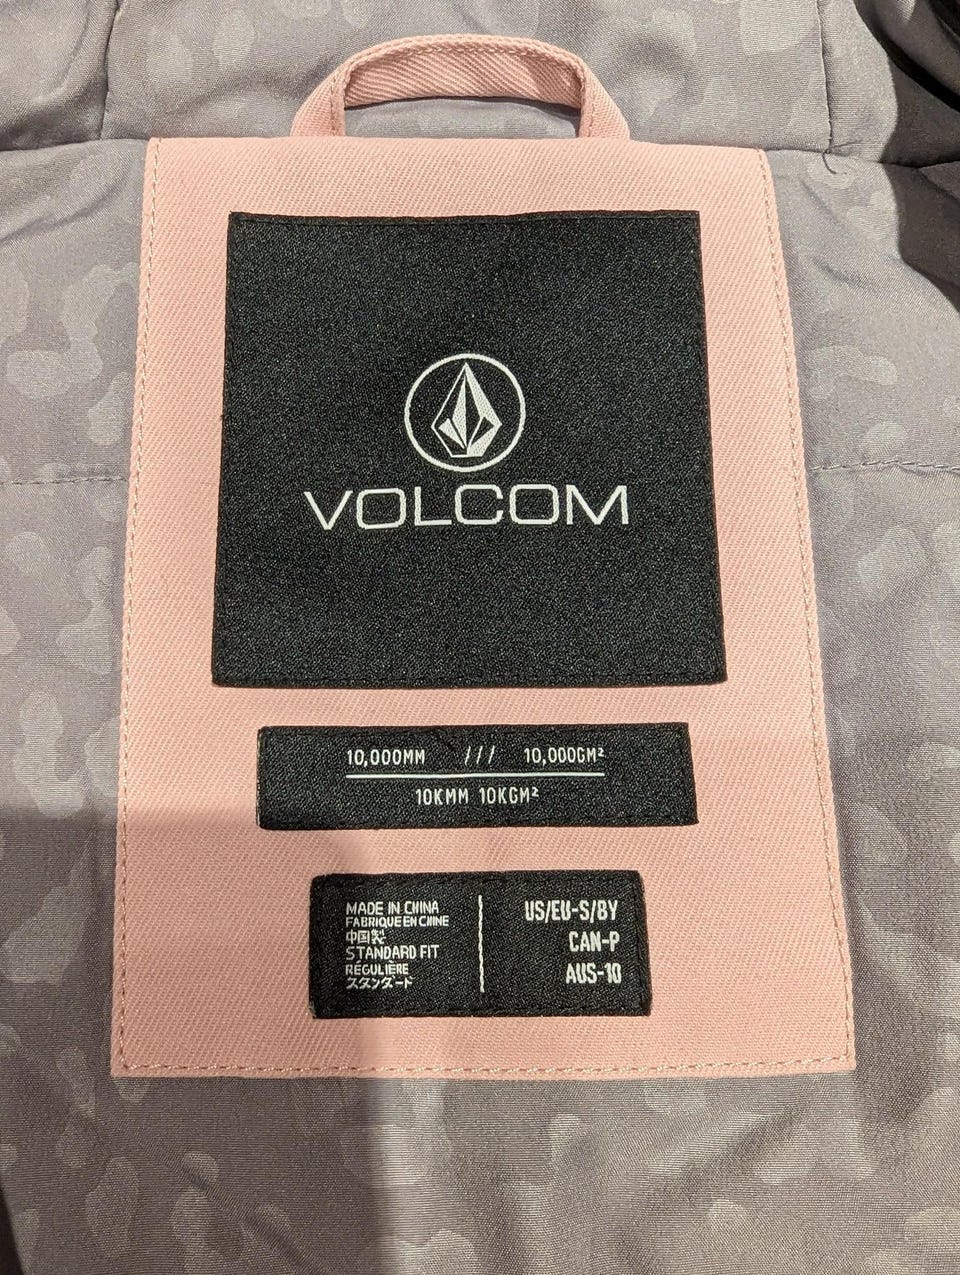 VOLCOM
10,000MM /// 10,000GM²
10KMM 10KGM²
MADE IN CHINA
FABRIQUE EN CHINE
中国製
STANDARD FIT
RÉGULIÈRE
スタンダード
US/EU-S/8Y
CAN-P
AUS-10